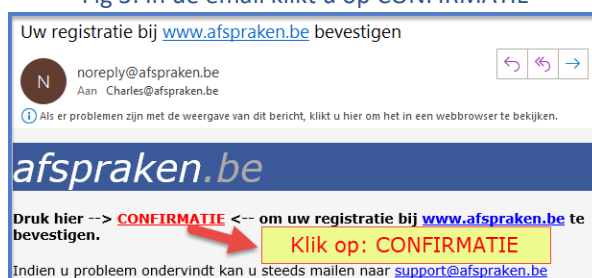 Fig 3: In de email klikt u op CONFIRMATIE
Uw registratie bij www.afspraken.be bevestigen
N
noreply@afspraken.be
Aan Charles@afspraken.be
Als er problemen zijn met de weergave van dit bericht, klikt u hier om het in een webbrowser te bekijken.
afspraken.be
Druk hier --> CONFIRMATIE <-- om uw registratie bij www.afspraken.be te
bevestigen.
Klik op: CONFIRMATIE
Indien u probleem ondervindt kan u steeds mailen naar support@afspraken.be